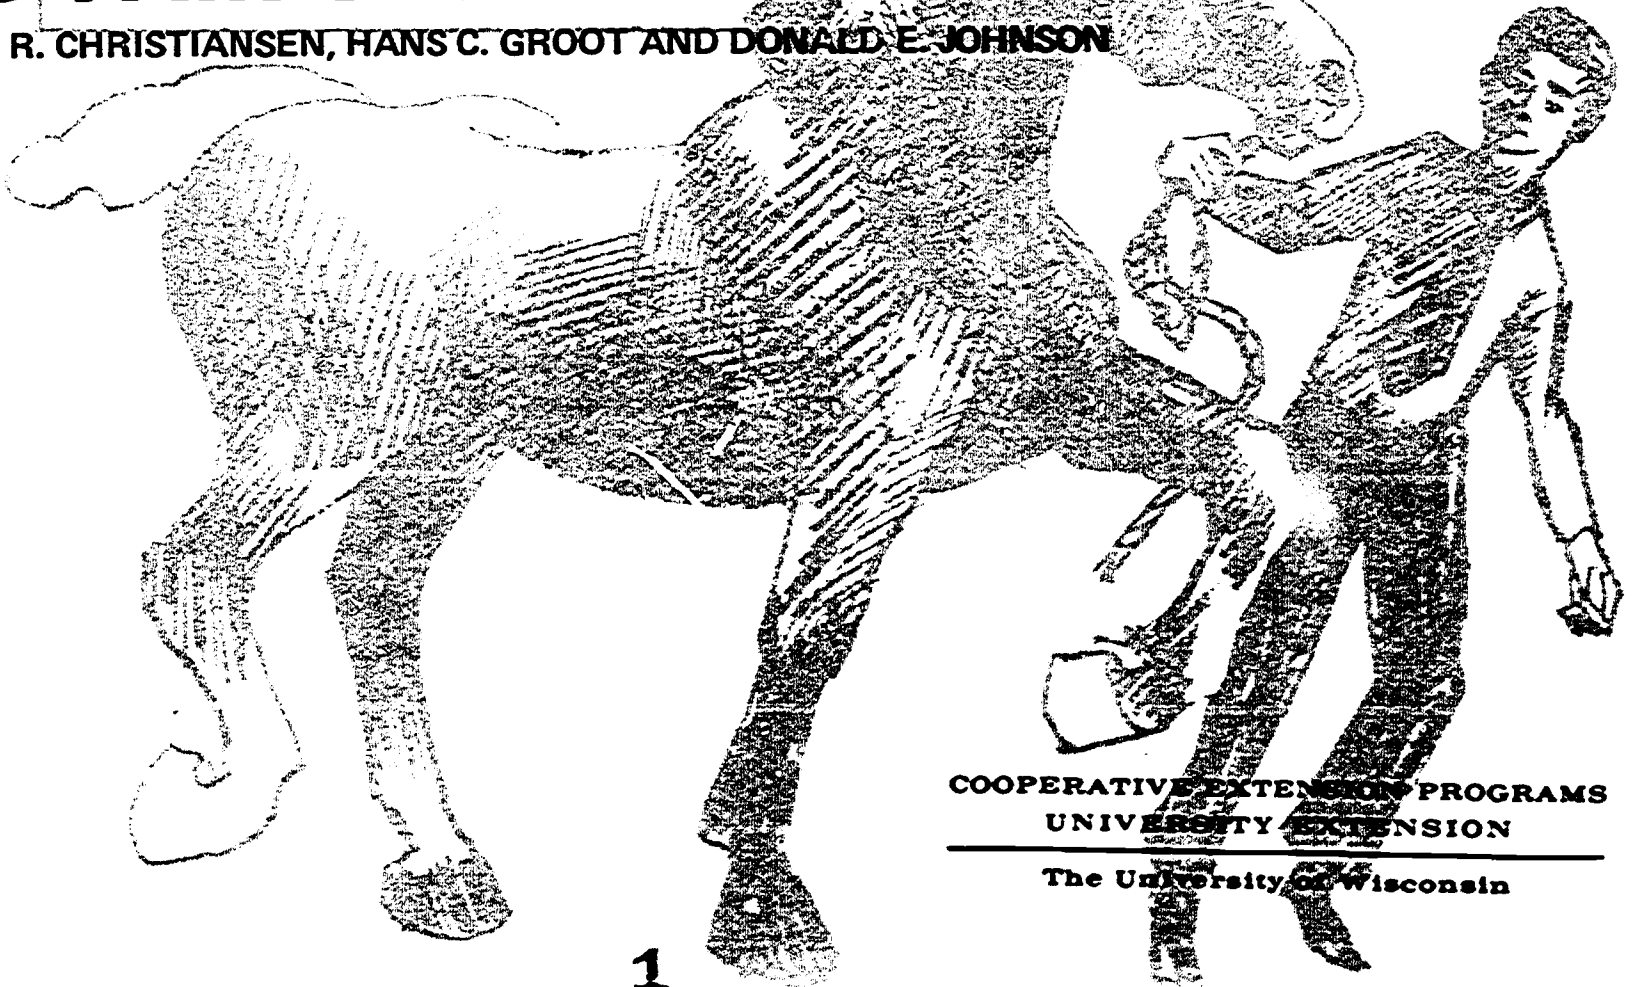 R. CHRISTIANSEN, HANS C. GROOT AND DONALD E. JOHNSON
COOPERATIVE EXTENSION PROGRAMS
UNIVERSITY EXTENSION
The University of Wisconsin
1